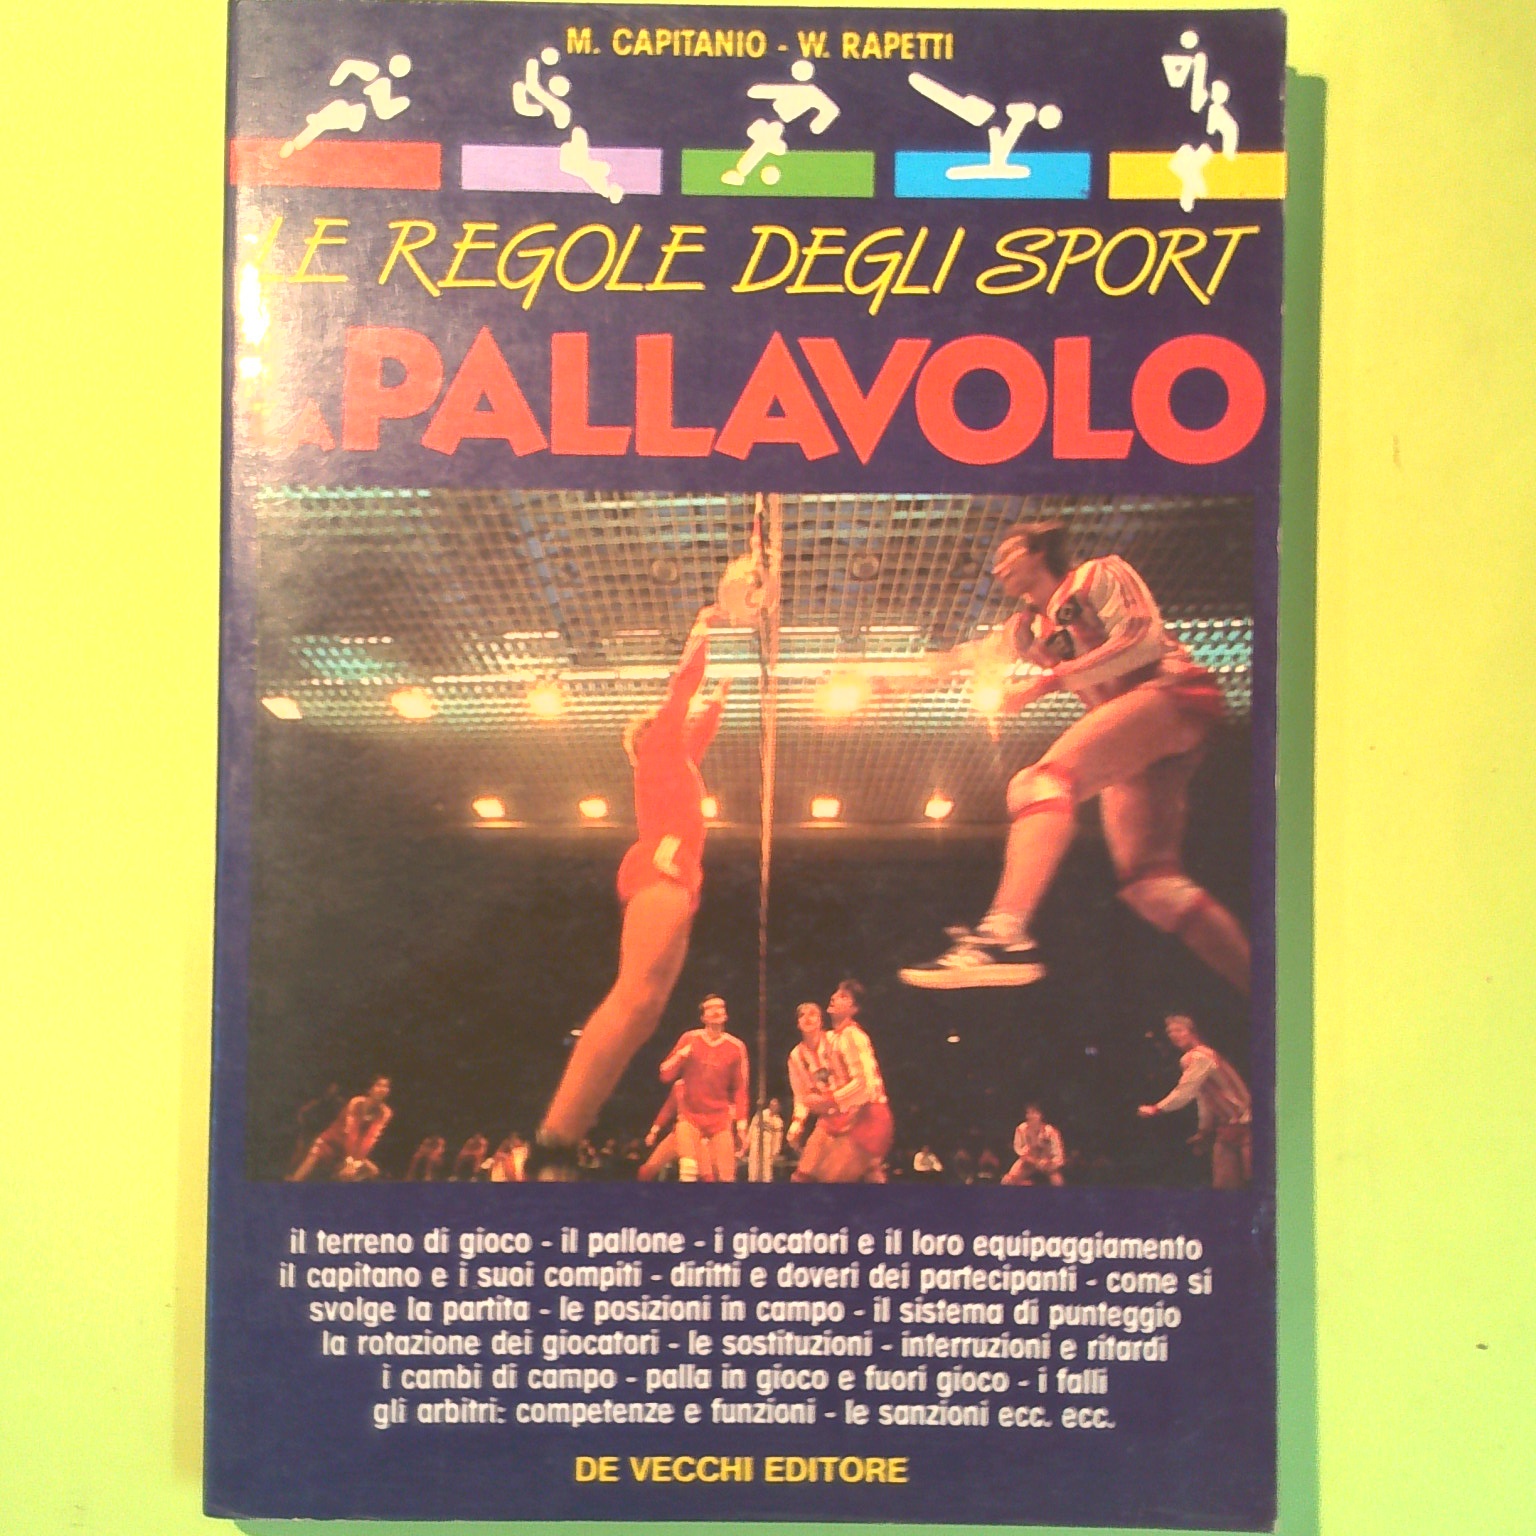 M. CAPITANIO - W. RAPETTI
LE REGOLE DEGLI SPORT
LA PALLAVOLO
il terreno di gioco - il pallone - i giocatori e il loro equipaggiamento
il capitano e i suoi compiti - diritti e doveri dei partecipanti - come si
svolge la partita - le posizioni in campo - il sistema di punteggio
la rotazione dei giocatori - le sostituzioni - interruzioni e ritardi
i cambi di campo - palla in gioco e fuori gioco - i falli
gli arbitri: competenze e funzioni - le sanzioni ecc. ecc.
DE VECCHI EDITORE